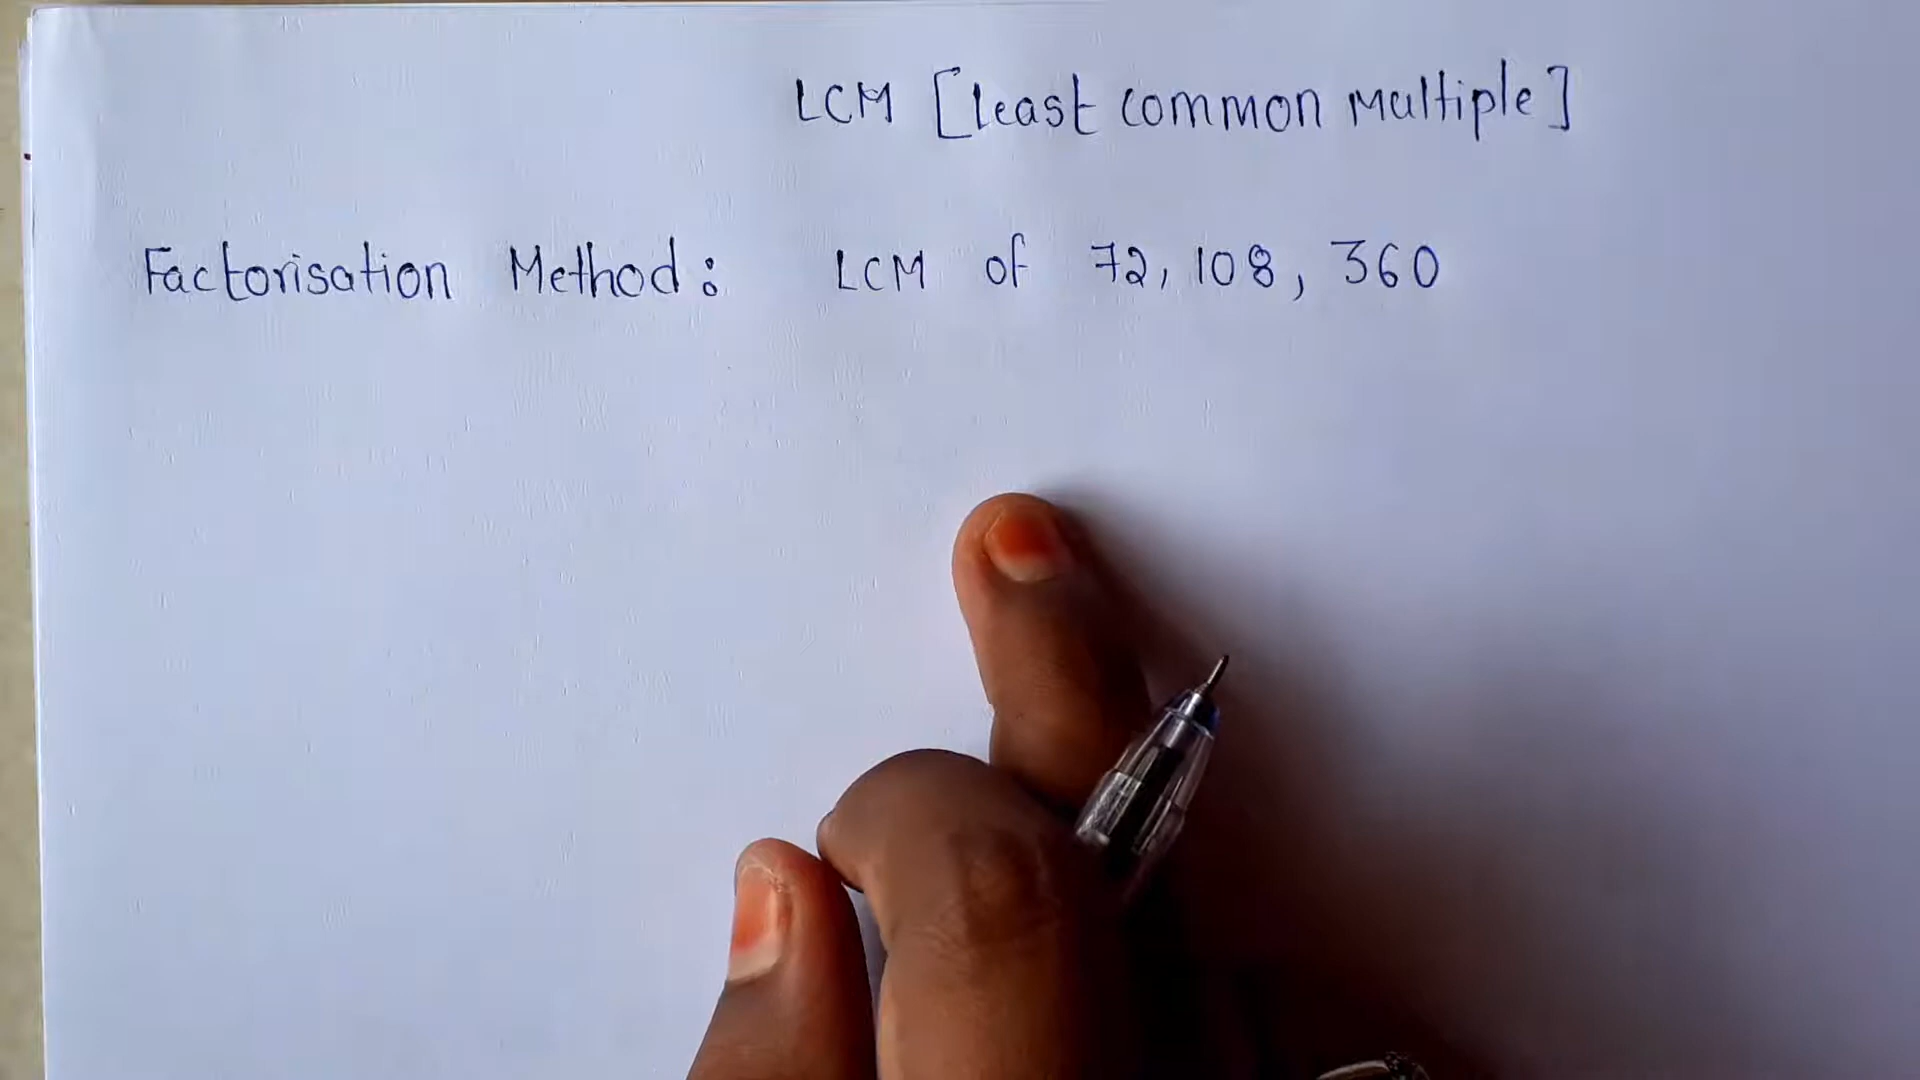 LCM [Least common Multiple]
Factorisation Method: LCM of 72, 108, 360